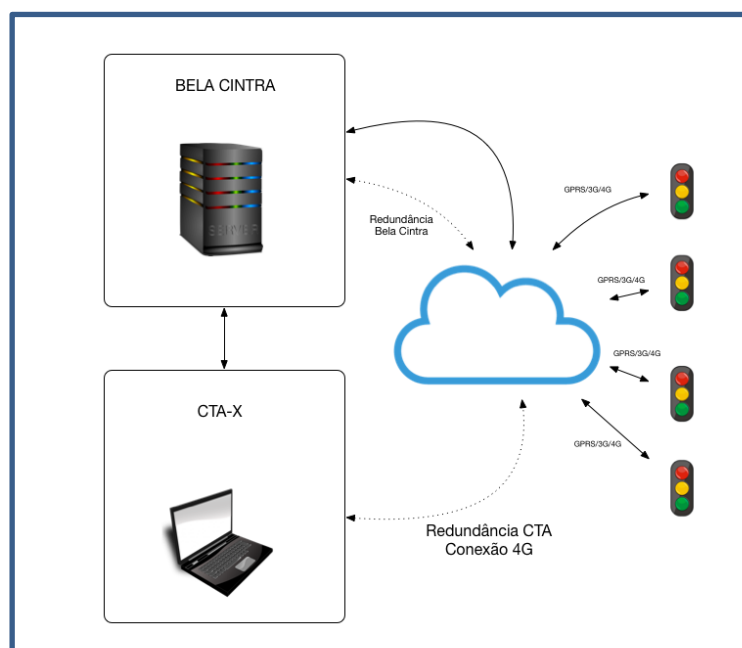 BELA CINTRA
SERVER
Redundância
Bela Cintra
GPRS/3G/4G
GPRS/3G/4G
GPRS/3G/4G
GPRS/3G/4G
CTA-X
Redundância CTA
Conexão 4G